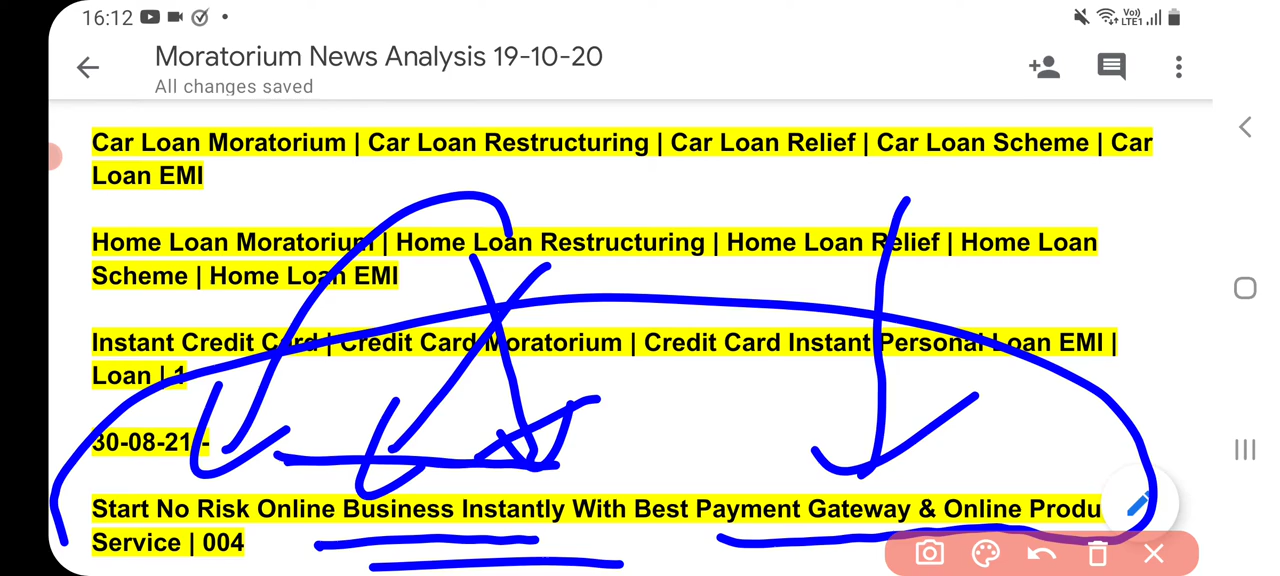 16:12
Vo))
LTE1
Moratorium News Analysis 19-10-20
All changes saved
Car Loan Moratorium | Car Loan Restructuring | Car Loan Relief | Car Loan Scheme | Car
Loan EMI
Home Loan Moratorium | Home Loan Restructuring | Home Loan Relief | Home Loan
Scheme | Home Loan EMI
Instant Credit Card | Credit Card Moratorium | Credit Card Instant Personal Loan EMI |
Loan | 1
30-08-21 -
Start No Risk Online Business Instantly With Best Payment Gateway & Online Produ
Service | 004